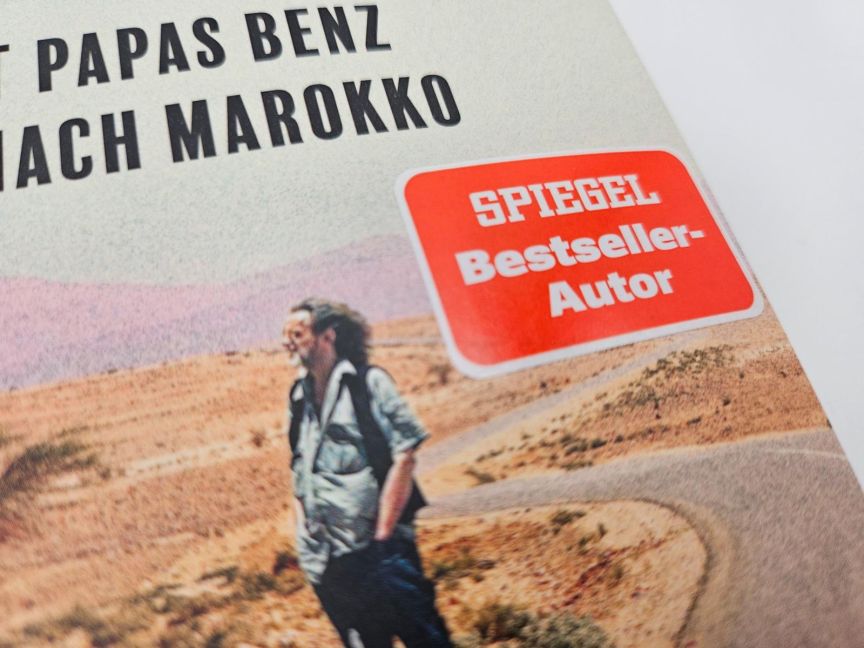 T PAPAS BENZ
NACH MAROKKO
SPIEGEL
Bestseller-
Autor